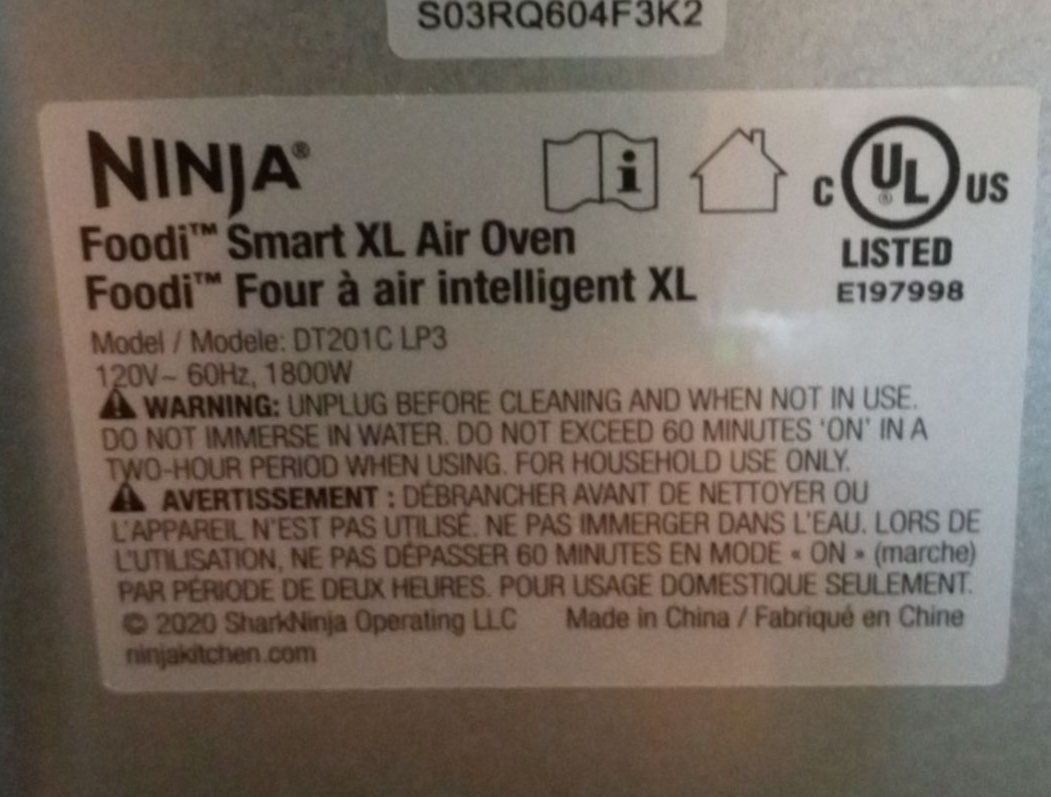 S03RQ604F3K2
NINJA®
Foodi™ Smart XL Air Oven
Foodi™ Four à air intelligent XL
C UL® US
LISTED
E197998
Model / Modele: DT201C LP3
120V~ 60Hz, 1800W
⚠ WARNING: UNPLUG BEFORE CLEANING AND WHEN NOT IN USE.
DO NOT IMMERSE IN WATER. DO NOT EXCEED 60 MINUTES 'ON' IN A
TWO-HOUR PERIOD WHEN USING. FOR HOUSEHOLD USE ONLY.
⚠ AVERTISSEMENT : DÉBRANCHER AVANT DE NETTOYER OU
L'APPAREIL N'EST PAS UTILISÉ. NE PAS IMMERGER DANS L'EAU. LORS DE
L'UTILISATION, NE PAS DÉPASSER 60 MINUTES EN MODE « ON » (marche)
PAR PÉRIODE DE DEUX HEURES. POUR USAGE DOMESTIQUE SEULEMENT.
© 2020 SharkNinja Operating LLC Made in China / Fabriqué en Chine
ninjakitchen.com